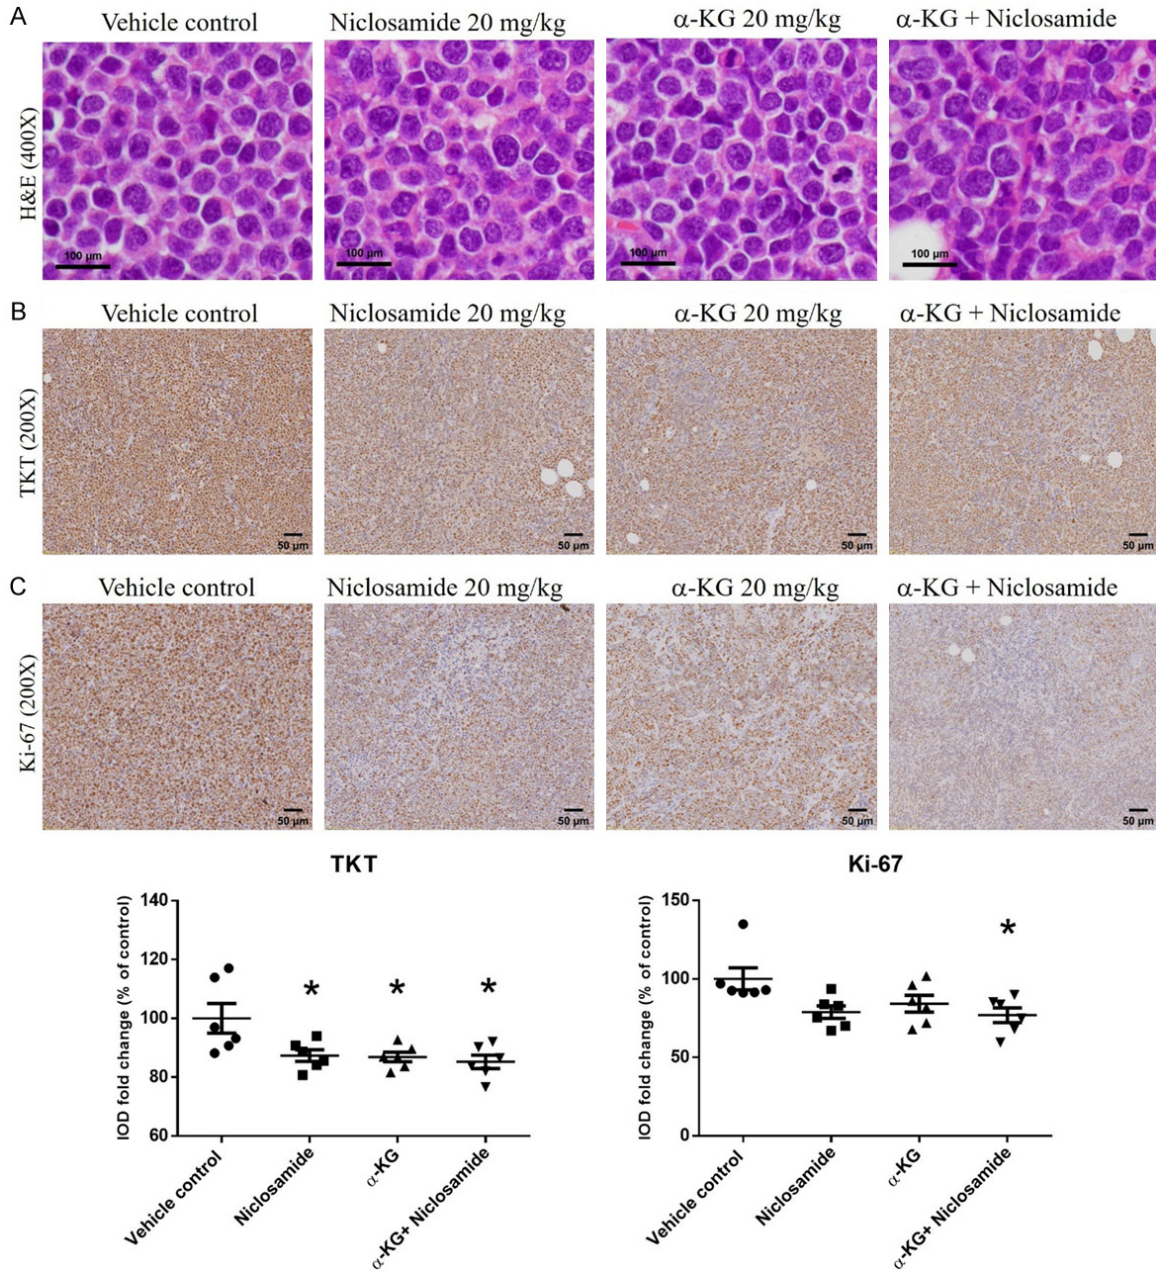 A
Vehicle control
Niclosamide 20 mg/kg
α-KG 20 mg/kg
α-KG + Niclosamide
H&E (400X)
100 µm
100 µm
100 µm
100 µm
B
Vehicle control
Niclosamide 20 mg/kg
α-KG 20 mg/kg
α-KG + Niclosamide
TKT (200X)
50 µm
50 µm
50 µm
50 µm
C
Vehicle control
Niclosamide 20 mg/kg
α-KG 20 mg/kg
α-KG + Niclosamide
Ki-67 (200X)
50 µm
50 µm
50 µm
50 µm
TKT
IOD fold change (% of control)
140
120
100
80
60
*
*
*
Vehicle control
Niclosamide
α-KG
α-KG+ Niclosamide
Ki-67
IOD fold change (% of control)
150
100
50
0
*
Vehicle control
Niclosamide
α-KG
α-KG+ Niclosamide